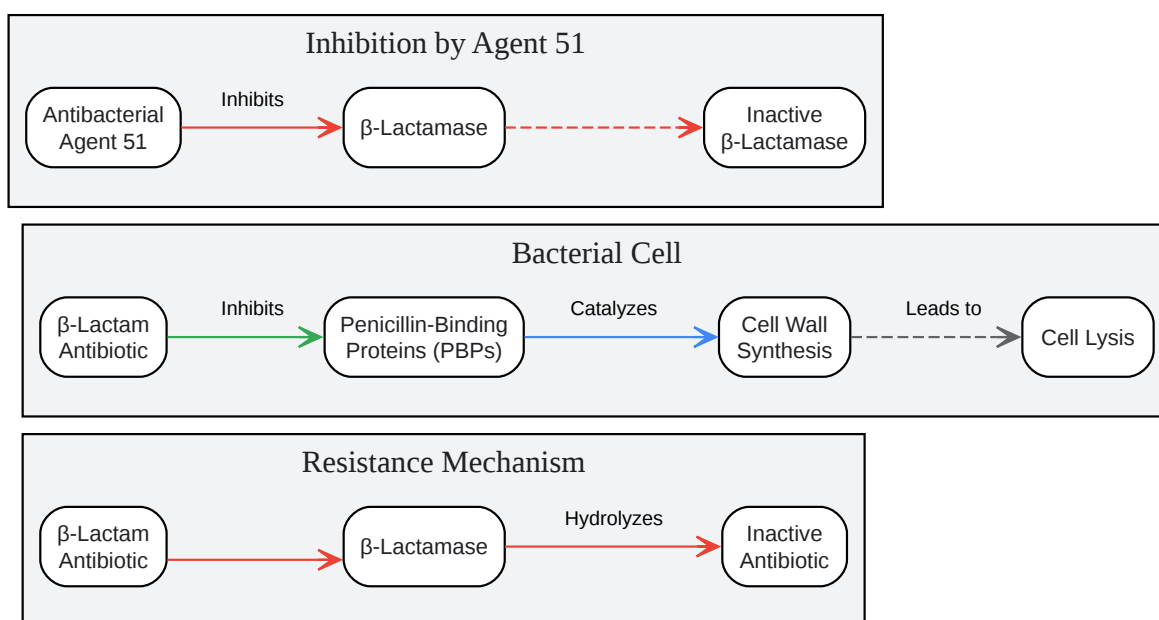 Inhibition by Agent 51
Antibacterial
Agent 51
Inhibits
β-Lactamase
Inactive
β-Lactamase
Bacterial Cell
β-Lactam
Antibiotic
Inhibits
Penicillin-Binding
Proteins (PBPs)
Catalyzes
Cell Wall
Synthesis
Leads to
Cell Lysis
Resistance Mechanism
β-Lactam
Antibiotic
β-Lactamase
Hydrolyzes
Inactive
Antibiotic